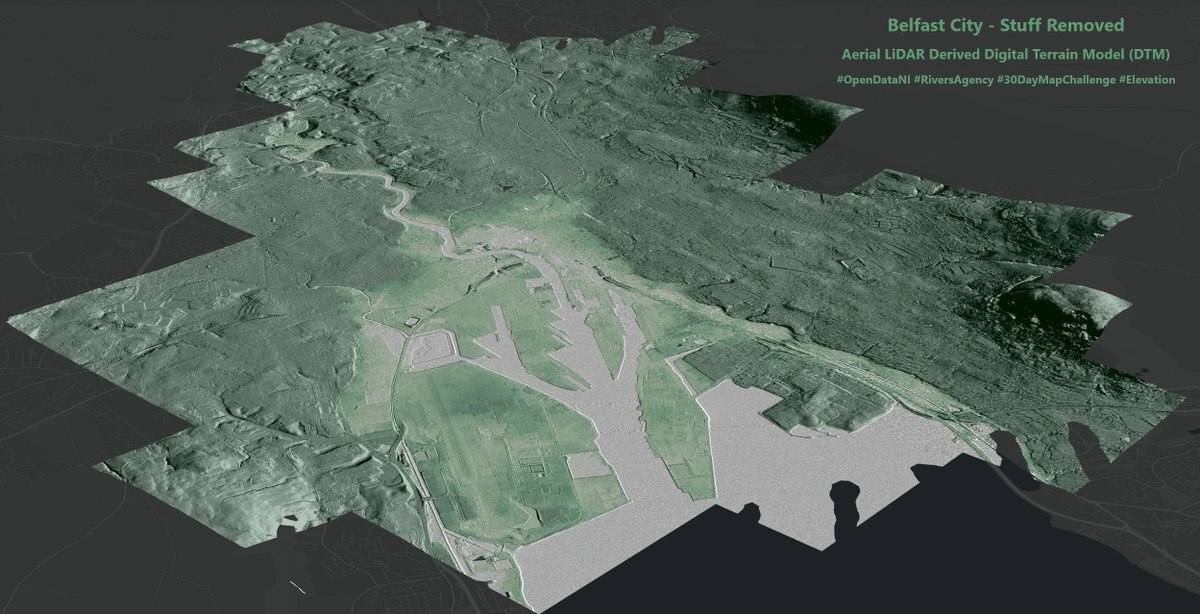 Belfast City - Stuff Removed
Aerial LiDAR Derived Digital Terrain Model (DTM)
#OpenDataNI #RiversAgency #30DayMapChallenge #Elevation